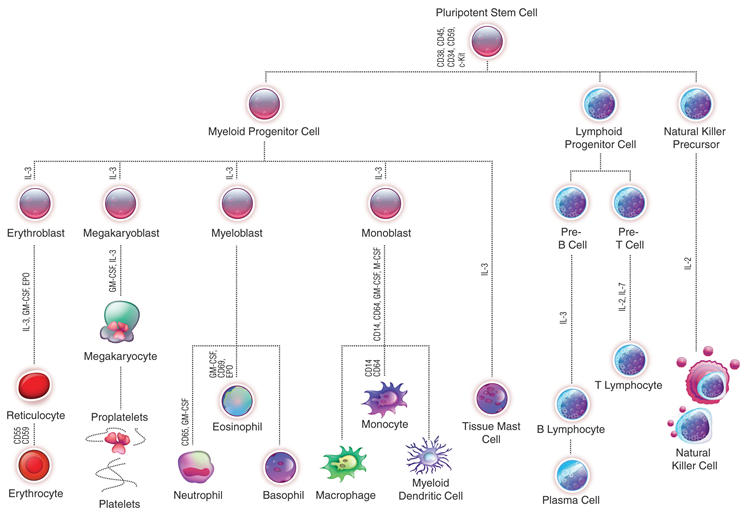 Pluripotent Stem Cell
CD38, CD45,
CD34, CD59,
c-Kit
Myeloid Progenitor Cell
Lymphoid
Progenitor Cell
Natural Killer
Precursor
IL-3
IL-3
IL-3
IL-3
Erythroblast
Megakaryoblast
Myeloblast
Monoblast
Pre-
B Cell
Pre-
T Cell
IL-3, GM-CSF, EPO
GM-CSF, IL-3
CD14, CD64, GM-CSF, M-CSF
IL-3
IL-3
IL-2, IL-7
IL-2
Megakaryocyte
GM-CSF,
CD69,
EPO
CD14
CD64
T Lymphocyte
Reticulocyte
Proplatelets
CD65, GM-CSF
Eosinophil
Monocyte
Tissue Mast
Cell
B Lymphocyte
CD55
CD59
Natural
Killer Cell
Erythrocyte
Platelets
Neutrophil
Basophil
Macrophage
Myeloid
Dendritic Cell
Plasma Cell